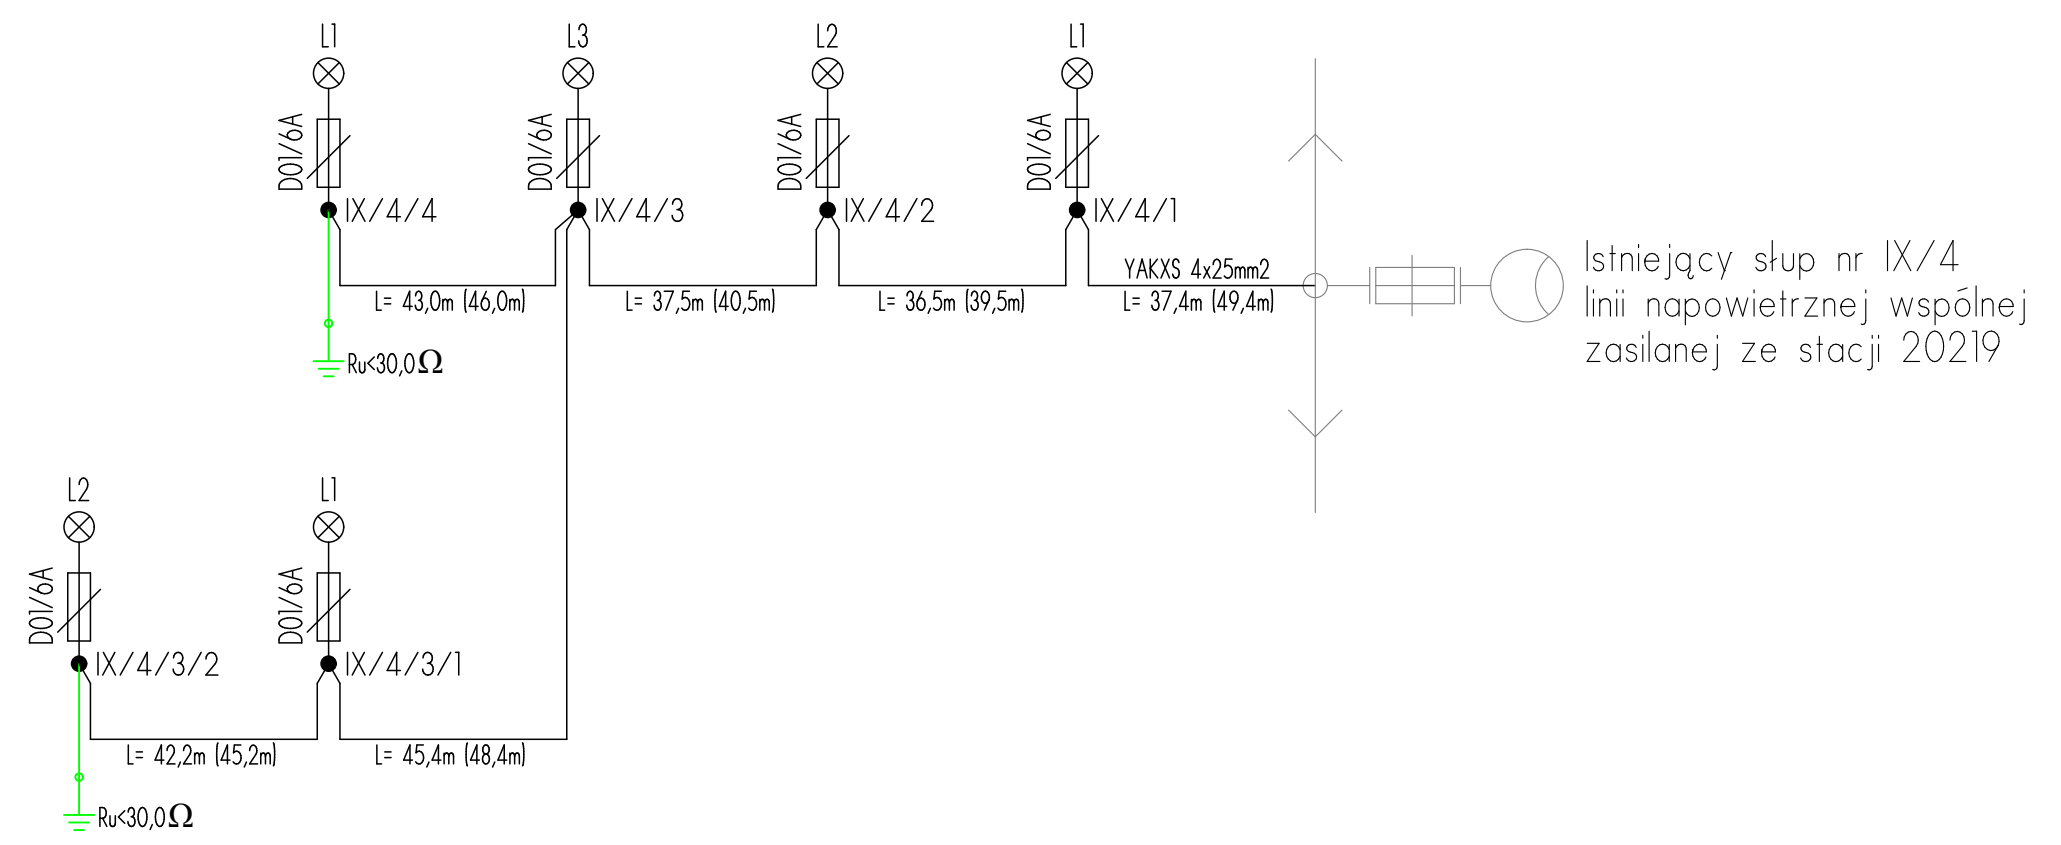 L1
L3
L2
L1
D01/6A
D01/6A
D01/6A
D01/6A
IX/4/4
IX/4/3
IX/4/2
IX/4/1
YAKXS 4x25mm2
L= 43,0m (46,0m)
L= 37,5m (40,5m)
L= 36,5m (39,5m)
L= 37,4m (49,4m)
Istniejący słup nr IX/4
linii napowietrznej wspólnej
zasilanej ze stacji 20219
Ru<30,0Ω
L2
L1
D01/6A
D01/6A
IX/4/3/2
IX/4/3/1
L= 42,2m (45,2m)
L= 45,4m (48,4m)
Ru<30,0Ω